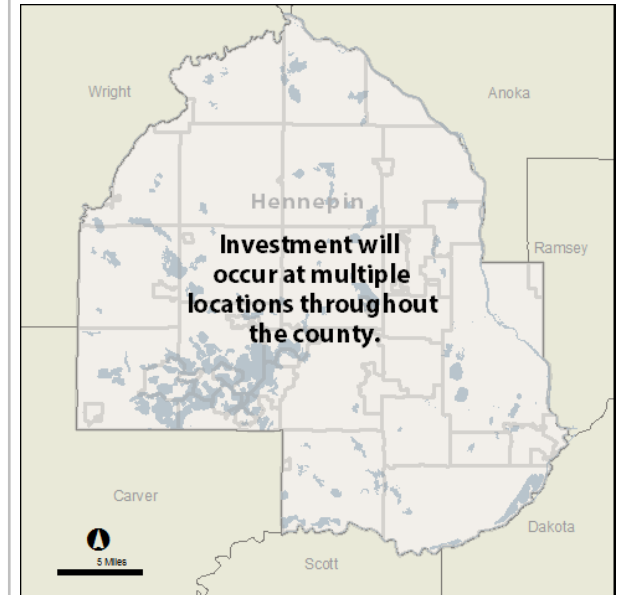 Wright
Anoka
Hennepin
Investment will
occur at multiple
locations throughout
the county.
Ramsey
Carver
5 Miles
Scott
Dakota